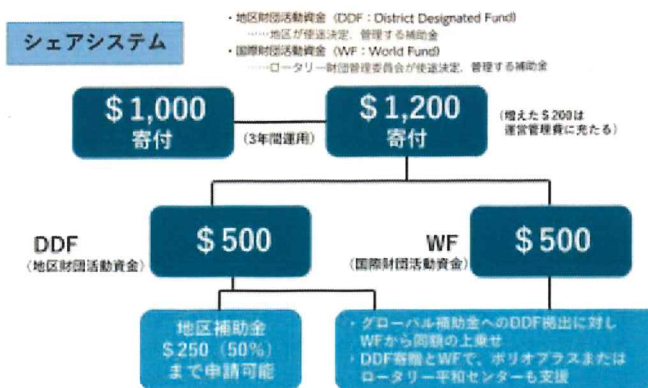 シェアシステム
・地区財団活動資金（DDF：District Designated Fund）
……地区が使途決定、管理する補助金
・国際財団活動資金（WF：World Fund）
……ロータリー財団管理委員会が使途決定、管理する補助金
＄1,000
寄付
（3年間運用）
＄1,200
寄付
（増えた＄200は
運営管理費に充たる）
DDF
（地区財団活動資金）
＄500
WF
（国際財団活動資金）
＄500
地区補助金
＄250（50%）
まで申請可能
・グローバル補助金へのDDF拠出に対し
WFから同額の上乗せ
・DDF寄贈とWFで、ポリオプラスまたは
ロータリー平和センターも支援